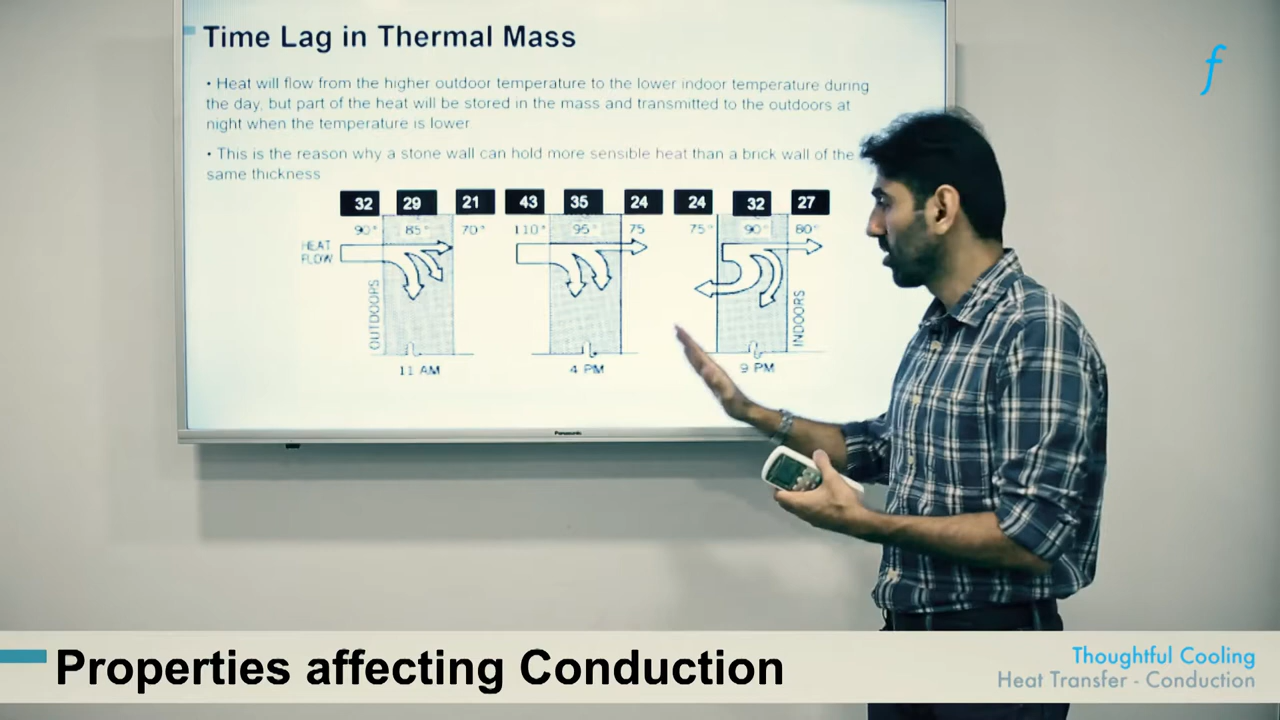 Time Lag in Thermal Mass
• Heat will flow from the higher outdoor temperature to the lower indoor temperature during
the day, but part of the heat will be stored in the mass and transmitted to the outdoors at
night when the temperature is lower
• This is the reason why a stone wall can hold more sensible heat than a brick wall of the
same thickness
32 29 21 43 35 24 24 32 27
90° 85° 70° 110° 95° 75 75° 90° 80°
HEAT
FLOW
OUTDOORS
INDOORS
11 AM 4 PM 9 PM
Panasonic
f
Properties affecting Conduction
Thoughtful Cooling
Heat Transfer - Conduction